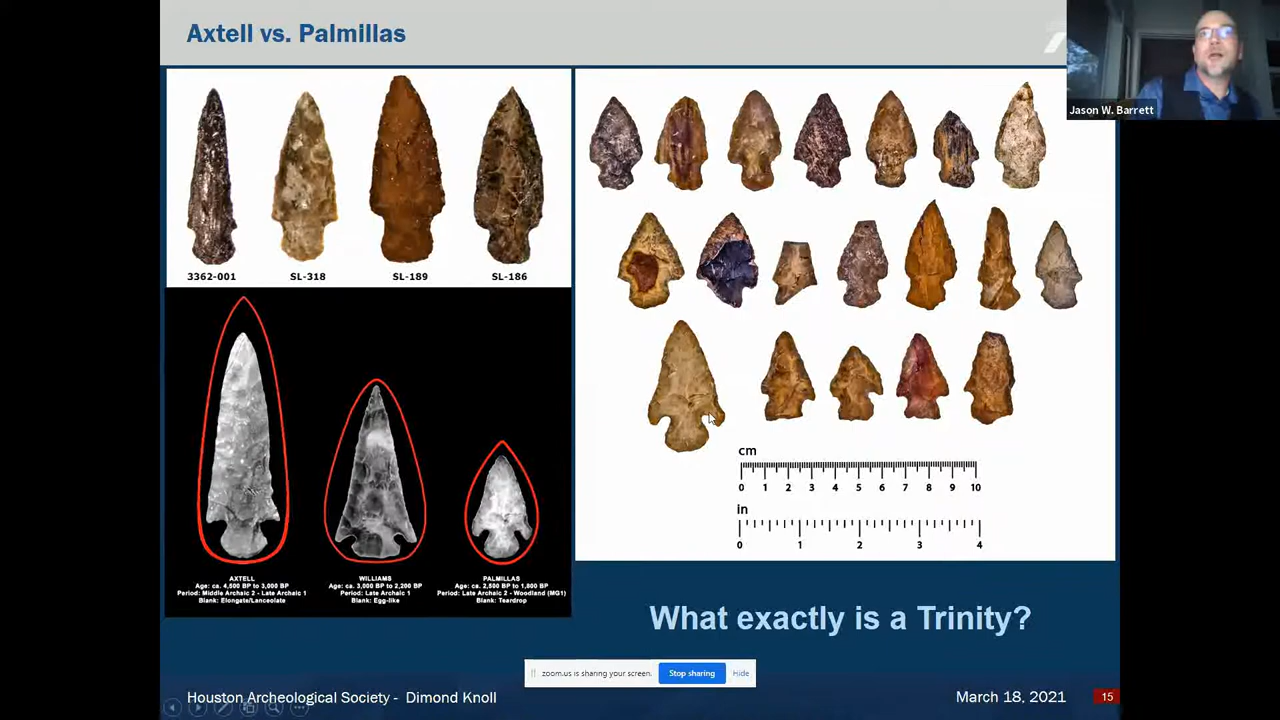 Axtell vs. Palmillas
Jason W. Barrett
3362-001 SL-318 SL-189 SL-186
AXTELL
Age: ca. 4,500 BP to 3,000 BP
Period: Middle Archaic 2 - Late Archaic 1
Blank: Elongate/Lanceolate
WILLIAMS
Age: ca. 3,000 BP to 2,200 BP
Period: Late Archaic 1
Blank: Egg-like
PALMILLAS
Age: ca. 2,500 BP to 1,800 BP
Period: Late Archaic 2 - Woodland (MG1)
Blank: Teardrop
cm
0 1 2 3 4 5 6 7 8 9 10
in
0 1 2 3 4
What exactly is a Trinity?
zoom.us is sharing your screen. Stop sharing Hide
Houston Archeological Society - Dimond Knoll March 18, 2021 15